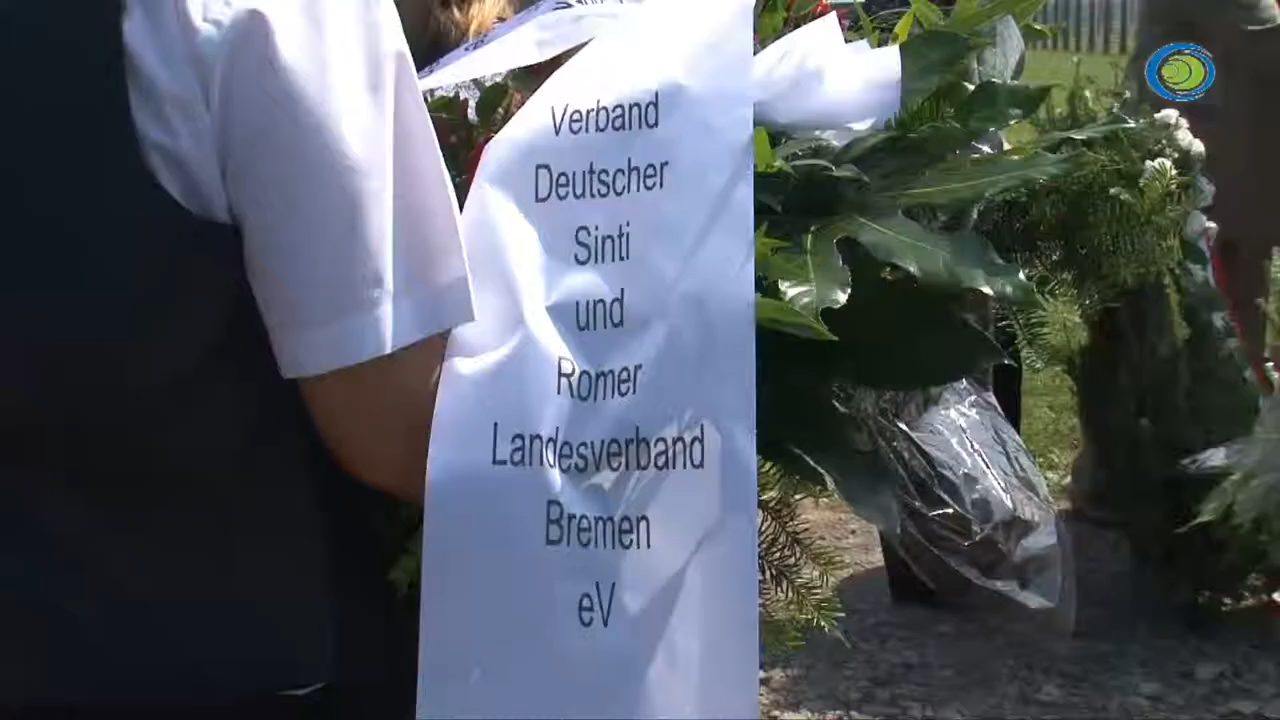 Verband
Deutscher
Sinti
und
Romer
Landesverband
Bremen
eV